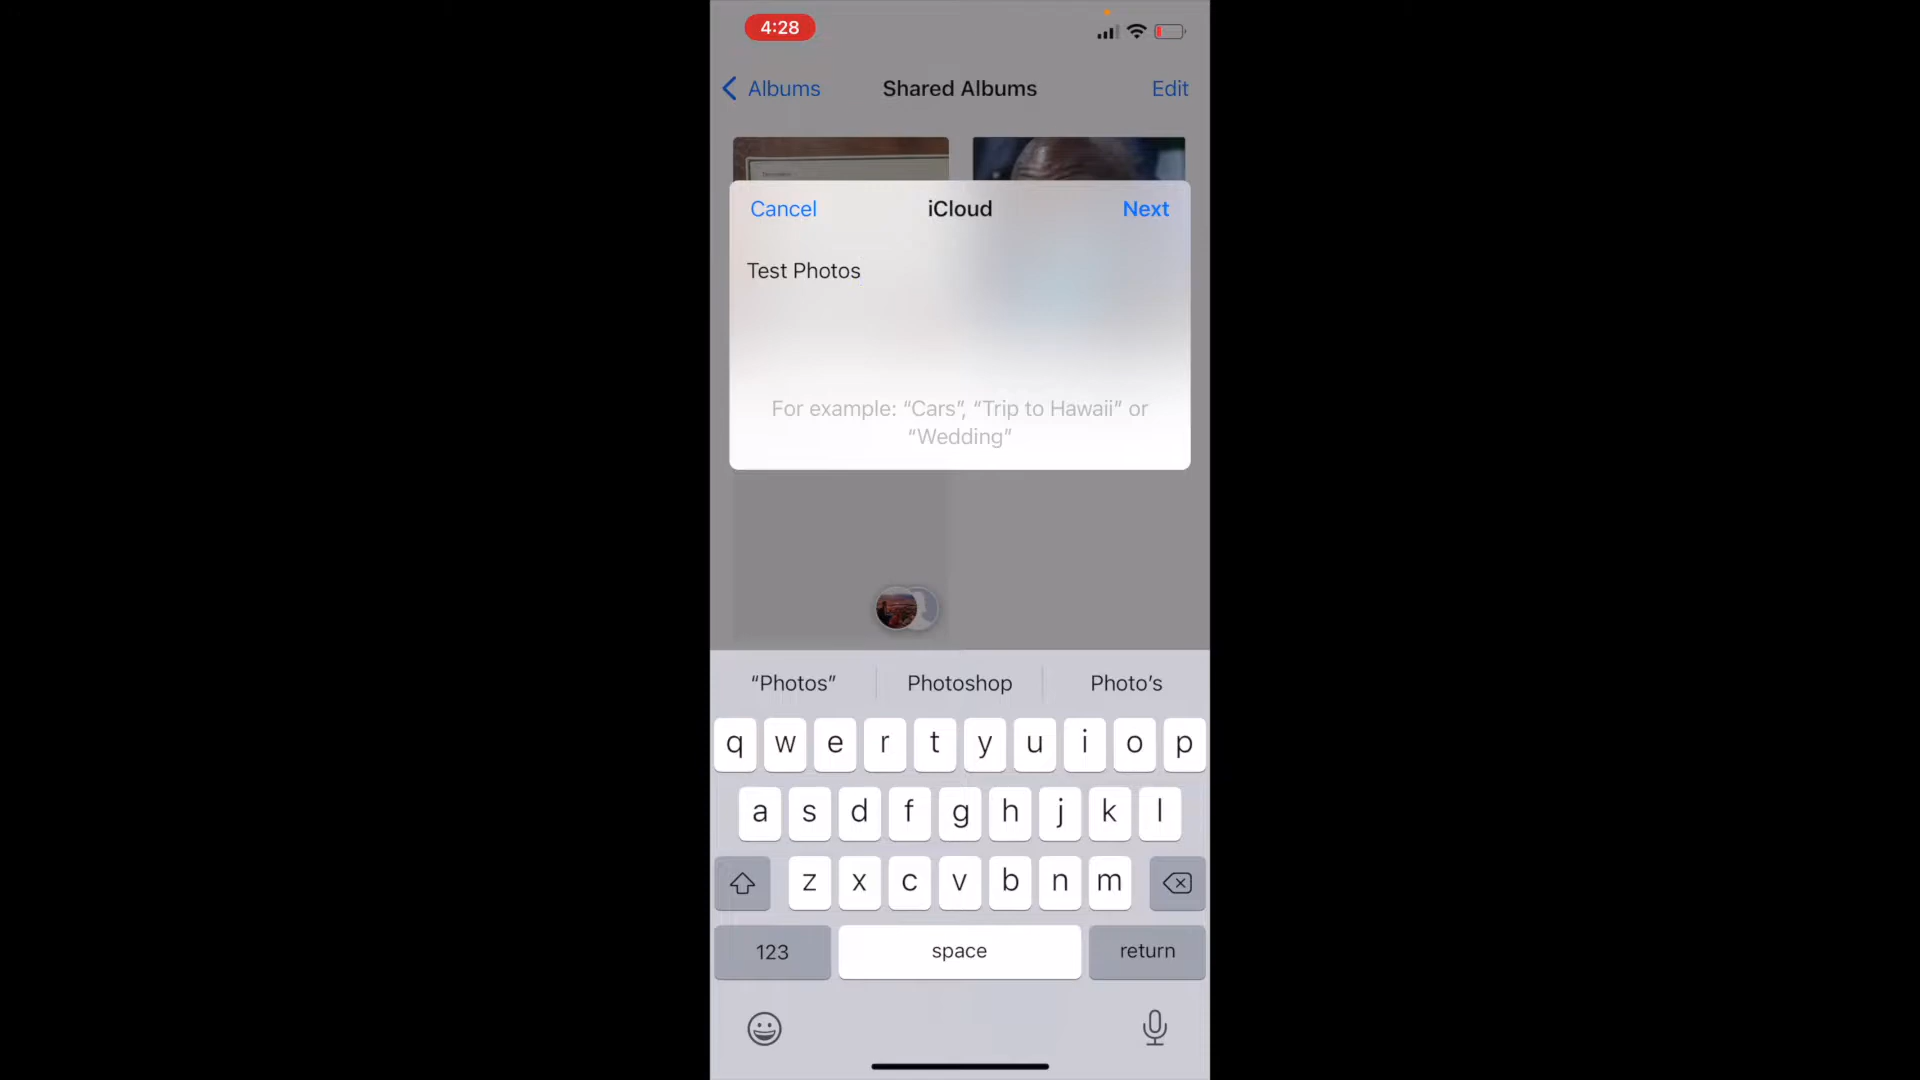 4:28
Albums Shared Albums Edit
Cancel iCloud Next
Test Photos
For example: “Cars”, “Trip to Hawaii” or
“Wedding”
“Photos” Photoshop Photo’s
q w e r t y u i o p
a s d f g h j k l
z x c v b n m
123 space return